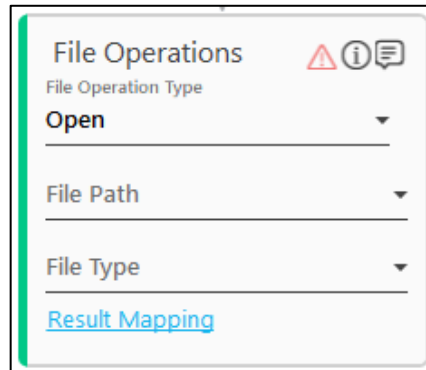 File Operations
File Operation Type
Open
File Path
File Type
Result Mapping